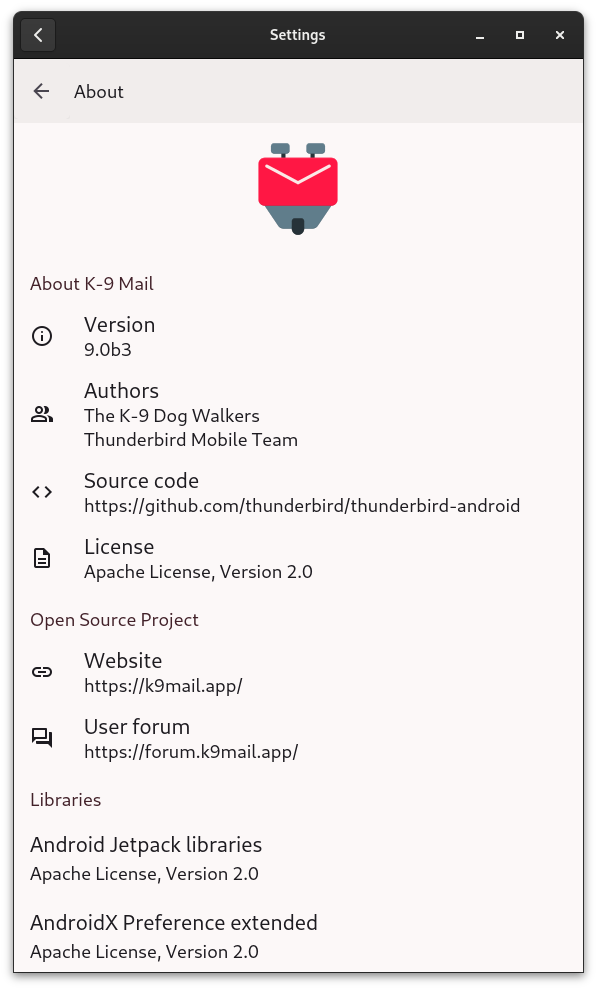 Settings
About
About K-9 Mail
Version
9.0b3
Authors
The K-9 Dog Walkers
Thunderbird Mobile Team
Source code
https://github.com/thunderbird/thunderbird-android
License
Apache License, Version 2.0
Open Source Project
Website
https://k9mail.app/
User forum
https://forum.k9mail.app/
Libraries
Android Jetpack libraries
Apache License, Version 2.0
AndroidX Preference extended
Apache License, Version 2.0